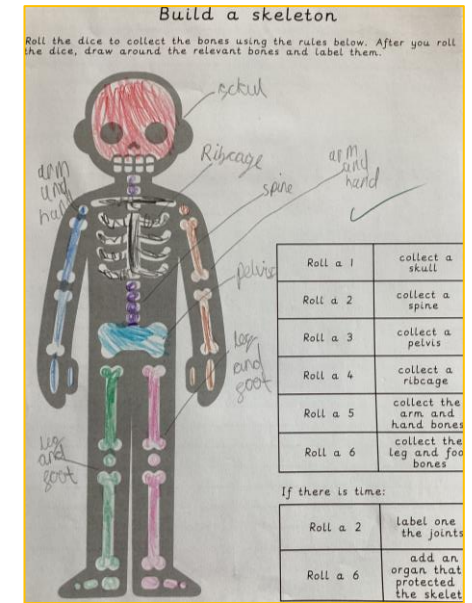 Build a skeleton
Roll the dice to collect the bones using the rules below. After you roll
the dice, draw around the relevant bones and label them.
sckul
Ribcage
arm
and
hand
arm
and
hand
spine
pelvis
leg
and
foot
leg
and
foot
Roll a 1 collect a
skull
Roll a 2 collect a
spine
Roll a 3 collect a
pelvis
Roll a 4 collect a
ribcage
Roll a 5 collect the
arm and
hand bones
Roll a 6 collect the
leg and foo
bones
If there is time:
Roll a 2 label one
the joints
Roll a 6 add an
organ that
protected
the skelet